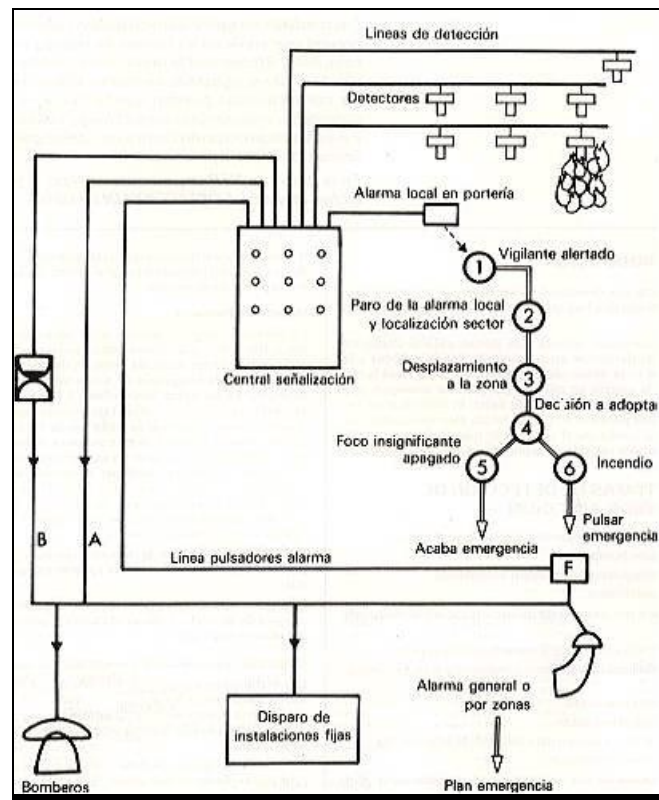 Líneas de detección
Detectores
Alarma local en portería
1
Vigilante alertado
Paro de la alarma local
y localización sector
2
Central señalización
Desplazamiento
a la zona
3
Decisión a adoptar
4
Foco insignificante
apagado
5
6
Incendio
Pulsar
emergencia
Acaba emergencia
B
A
Línea pulsadores alarma
F
Alarma general o
por zonas
Disparo de
instalaciones fijas
Bomberos
Plan emergencia